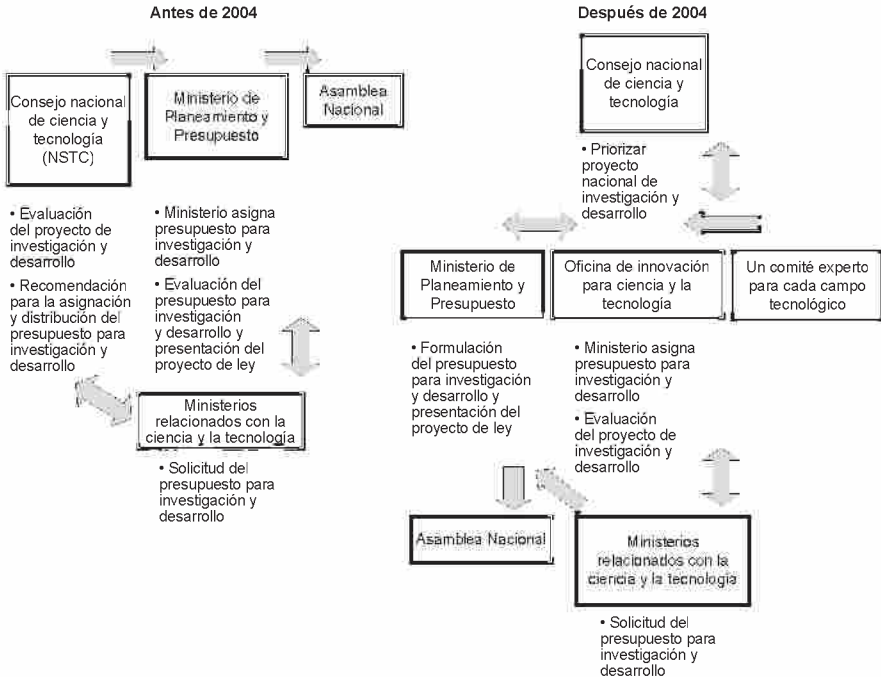 Antes de 2004
Consejo nacional
de ciencia y
tecnología
(NSTC)
Ministerio de
Planeamiento y
Presupuesto
Asamblea
Nacional
• Evaluación
del proyecto de
investigación y
desarrollo
• Recomendación
para la asignación
y distribución del
presupuesto para
investigación y
desarrollo
• Ministerio asigna
presupuesto para
investigación y
desarrollo
• Evaluación del
presupuesto para
investigación
y desarrollo y
presentación del
proyecto de ley
Ministerios
relacionados con la
ciencia y la tecnología
• Solicitud del
presupuesto para
investigación y
desarrollo
Después de 2004
Consejo nacional
de ciencia y
tecnología
• Priorizar
proyecto
nacional de
investigación y
desarrollo
Ministerio de
Planeamiento y
Presupuesto
Oficina de innovación
para ciencia y la
tecnología
Un comité experto
para cada campo
tecnológico
• Formulación
del presupuesto
para investigación
y desarrollo y
presentación del
proyecto de ley
• Ministerio asigna
presupuesto para
investigación y
desarrollo
• Evaluación
del proyecto de
investigación y
desarrollo
Asamblea Nacional
Ministerios
relacionados con la
ciencia y la tecnología
• Solicitud del
presupuesto para
investigación y
desarrollo